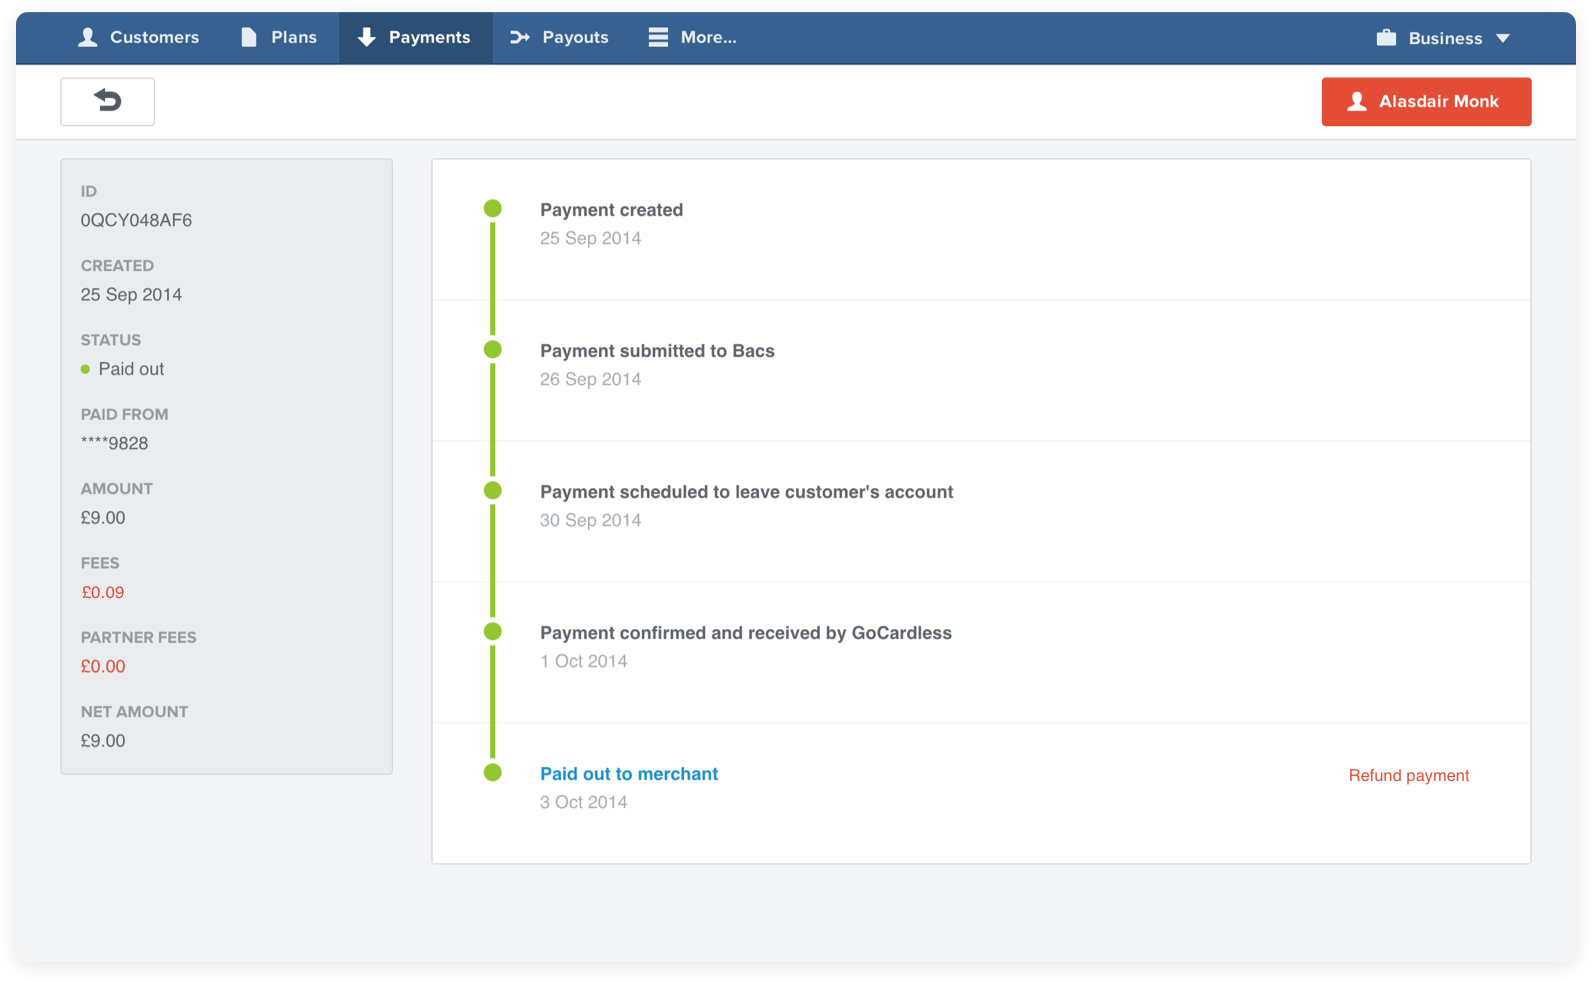 Customers
Plans
Payments
Payouts
More...
Business
Alasdair Monk
ID
0QCY048AF6
CREATED
25 Sep 2014
STATUS
Paid out
PAID FROM
****9828
AMOUNT
£9.00
FEES
£0.09
PARTNER FEES
£0.00
NET AMOUNT
£9.00
Payment created
25 Sep 2014
Payment submitted to Bacs
26 Sep 2014
Payment scheduled to leave customer's account
30 Sep 2014
Payment confirmed and received by GoCardless
1 Oct 2014
Paid out to merchant
3 Oct 2014
Refund payment